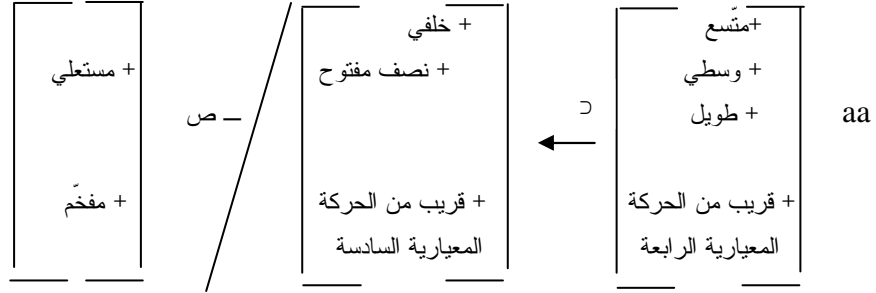 aa
+متّسع
+ وسطي
+ طويل
+ قريب من الحركة
المعيارية الرابعة
ɔ
+ خلفي
+ نصف مفتوح
+ قريب من الحركة
المعيارية السادسة
ــ ص
+ مستعلي
+ مفخّم